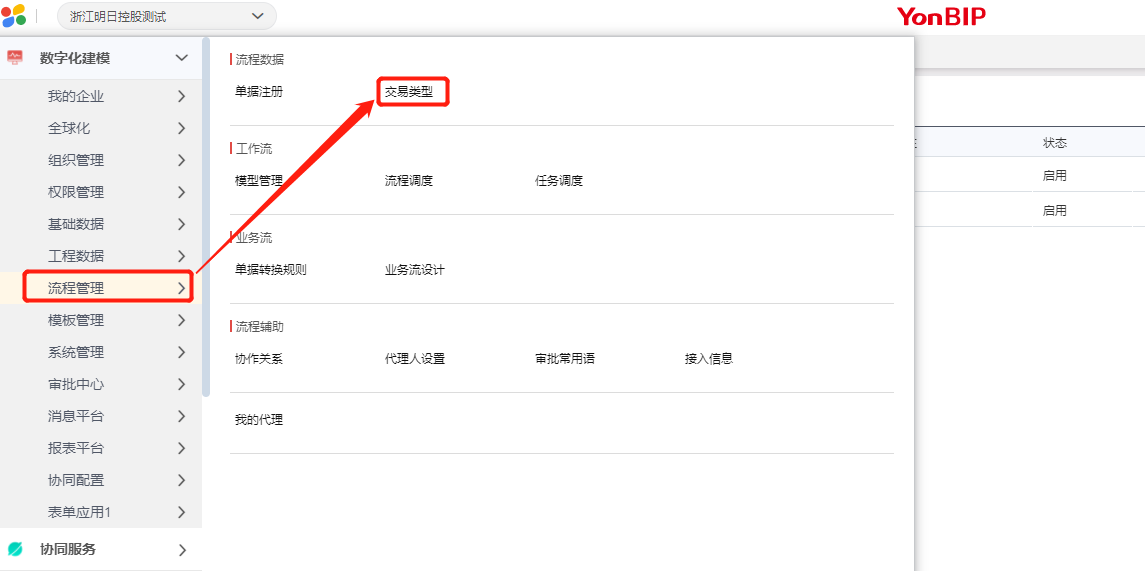 浙江明日控股测试
YonBIP
数字化建模
我的企业
全球化
组织管理
权限管理
基础数据
工程数据
流程管理
模板管理
系统管理
审批中心
消息平台
报表平台
协同配置
表单应用1
协同服务
流程数据
单据注册 交易类型
工作流
模型管理 流程调度 任务调度
业务流
单据转换规则 业务流设计
流程辅助
协作关系 代理人设置 审批常用语 接入信息
我的代理
状态
启用
启用